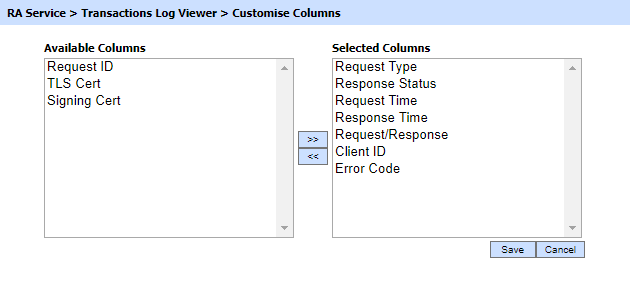 RA Service > Transactions Log Viewer > Customise Columns
Available Columns
Request ID
TLS Cert
Signing Cert
>>
<<
Selected Columns
Request Type
Response Status
Request Time
Response Time
Request/Response
Client ID
Error Code
Save Cancel